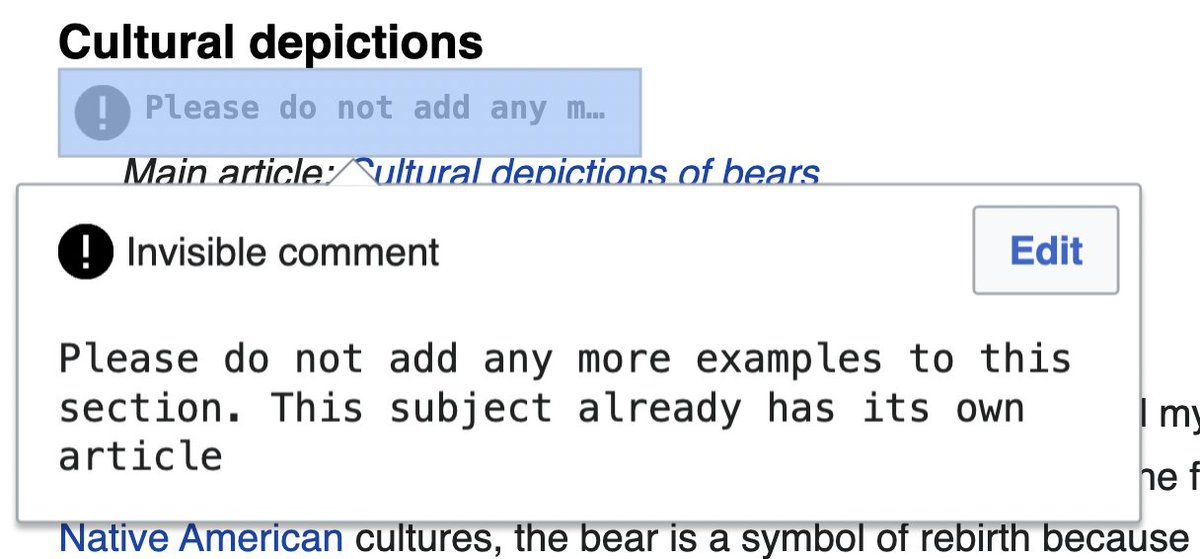 Cultural depictions
Please do not add any m…
Main article: Cultural depictions of bears
Invisible comment
Edit
Please do not add any more examples to this
section. This subject already has its own
article
Native American cultures, the bear is a symbol of rebirth because